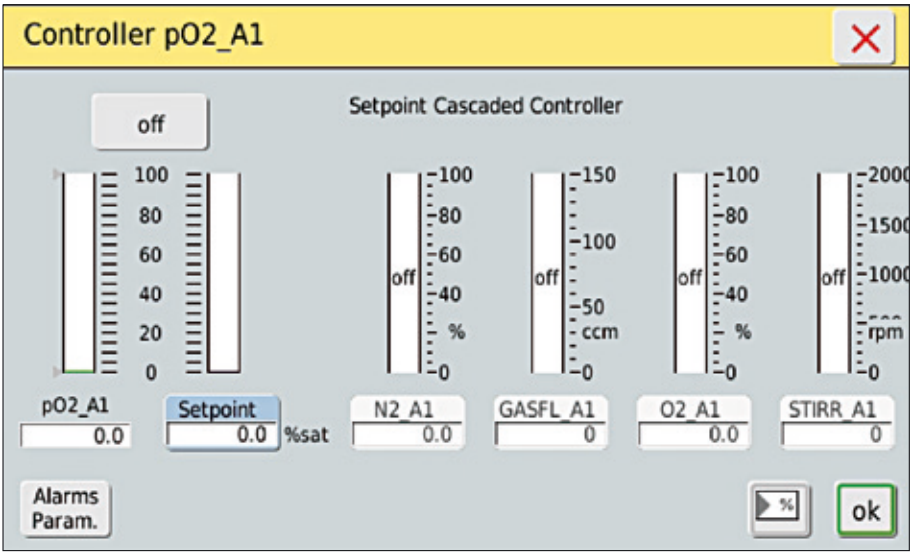 Controller pO2_A1
off
Setpoint Cascaded Controller
100
80
60
40
20
0
100
80
60
40
%
0
off
150
100
50
ccm
0
off
100
80
60
40
%
0
off
2000
1500
1000
rpm
0
off
pO2_A1
0.0
Setpoint
0.0 %sat
N2_A1
0.0
GASFL_A1
0
O2_A1
0.0
STIRR_A1
0
Alarms
Param.
%
ok